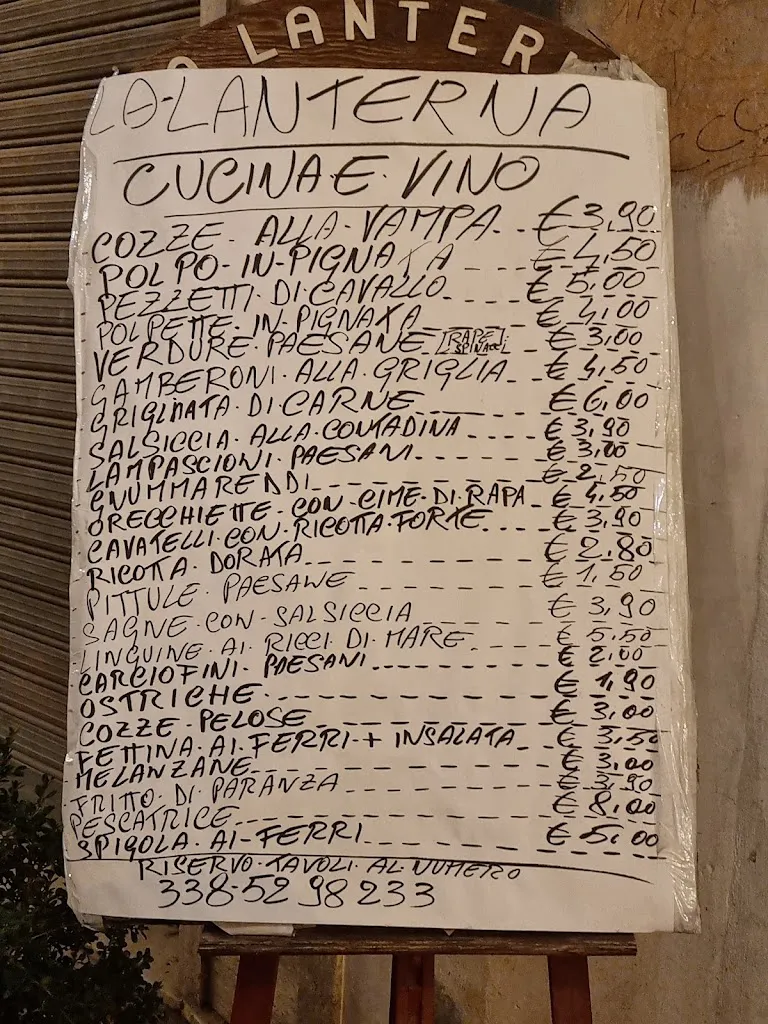 LA LANTERN
LA-LANTERNA
CUCINA E VINO
COZZE ALLA VAMPA €3,90
POLPO IN PIGNATA €4,50
PEZZETTI DI CAVALLO €5,00
POLPETTE IN PIGNATA €4,00
VERDURE PAESANE RAPE SPINACI €3,00
GAMBERONI ALLA GRIGLIA €4,50
GRIGLIATA DI CARNE €6,00
SALSICCIA ALLA CONTADINA €3,90
LAMPASCIONI PAESANI €3,00
GNUMMAREDDI €2,50
ORECCHIETTE CON CIME DI RAPA €4,50
CAVATELLI CON RICOTTA FORTE €3,90
RICOTTA DORATA €2,80
PITTULE PAESANE €1,50
SAGNE CON SALSICCIA €3,90
LINGUINE AI RICCI DI MARE €5,50
CARCIOFINI PAESANI €2,00
OSTRICHE €1,90
COZZE PELOSE €3,00
FETTINA AI FERRI + INSALATA €3,50
MELANZANE €3,00
FRITTO DI PARANZA €3,90
PESCATRICE €8,00
SPIGOLA AI FERRI €5,00
RISERVO TAVOLI AL NUMERO
338-52 98 233